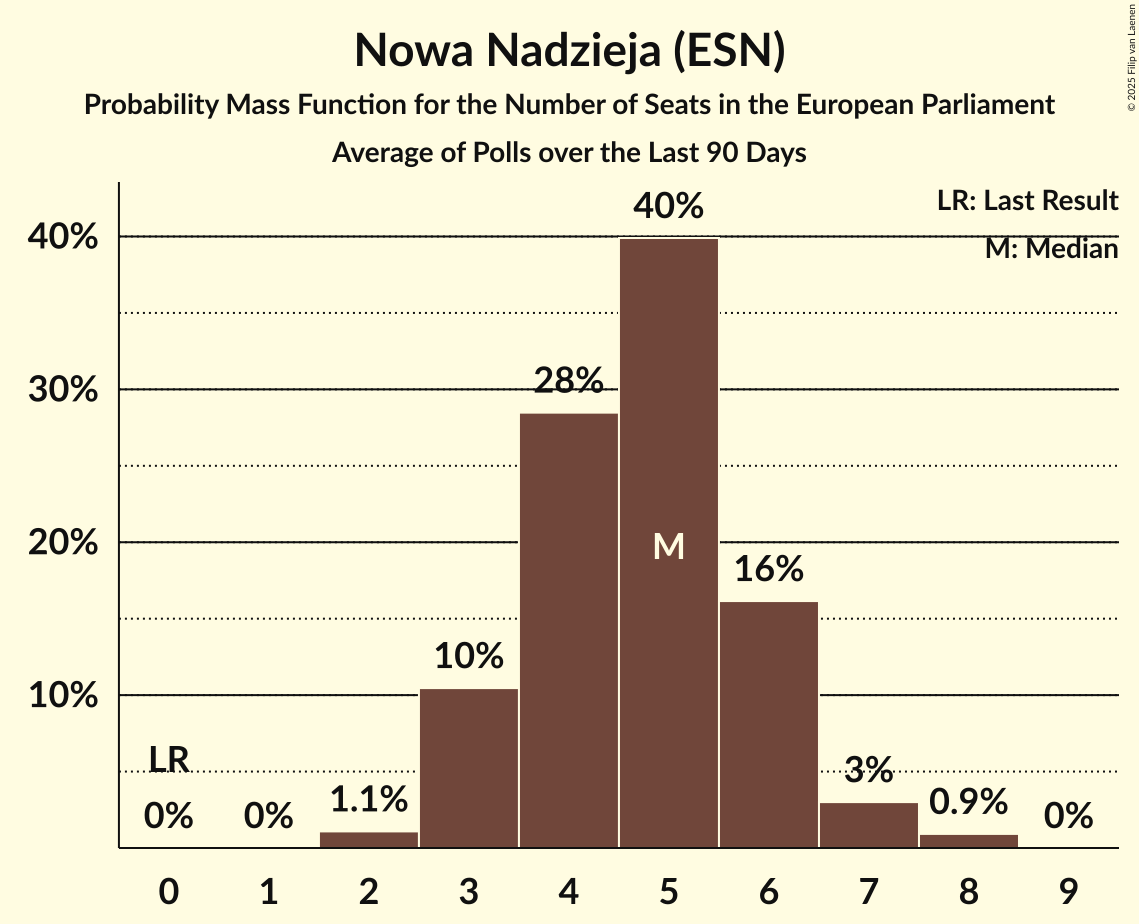 Nowa Nadzieja (ESN)
Probability Mass Function for the Number of Seats in the European Parliament
Average of Polls over the Last 90 Days
© 2025 Filip van Laenen
LR: Last Result
M: Median
40%
30%
20%
10%
LR
0%
0%
1.1%
10%
28%
40%
M
16%
3%
0.9%
0%
0 1 2 3 4 5 6 7 8 9